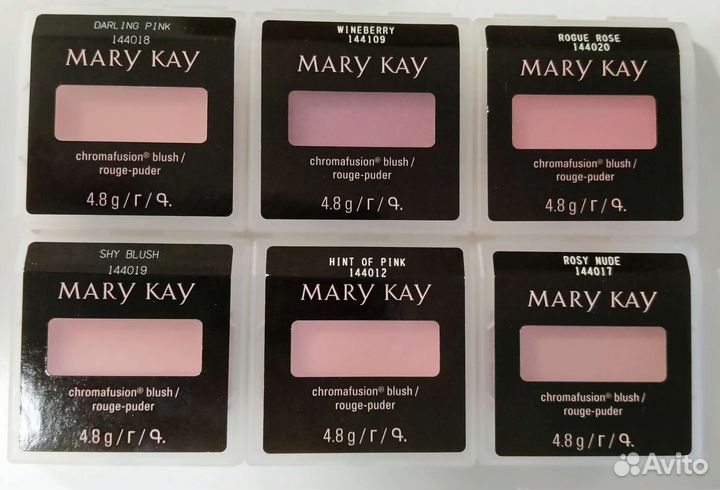 DARLING PINK
144018
MARY KAY
chromafusion® blush /
rouge-puder
4.8 g / г / գ.
WINEBERRY
144109
MARY KAY
chromafusion® blush /
rouge-puder
4.8 g / г / գ.
ROGUE ROSE
144020
MARY KAY
chromafusion® blush /
rouge-puder
4.8 g / г / գ.
SHY BLUSH
144019
MARY KAY
chromafusion® blush /
rouge-puder
4.8 g / г / գ.
HINT OF PINK
144012
MARY KAY
chromafusion® blush /
rouge-puder
4.8 g / г / գ.
ROSY NUDE
144017
MARY KAY
chromafusion® blush /
rouge-puder
4.8 g / г / գ.
Avito